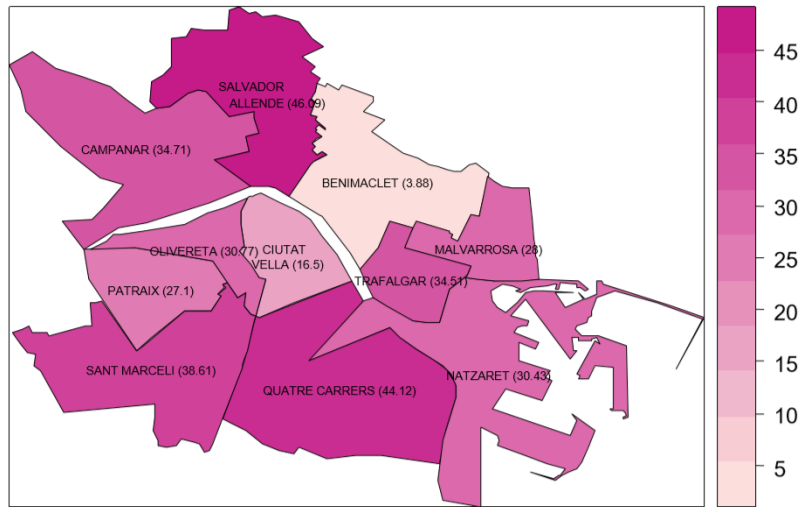 SALVADOR
ALLENDE (46.09)
CAMPANAR (34.71)
BENIMACLET (3.88)
OLIVERETA (30.77)
CIUTAT
VELLA (16.5)
MALVARROSA (28)
TRAFALGAR (34.51)
PATRAIX (27.1)
SANT MARCELI (38.61)
QUATRE CARRERS (44.12)
NATZARET (30.43)
45
40
35
30
25
20
15
10
5